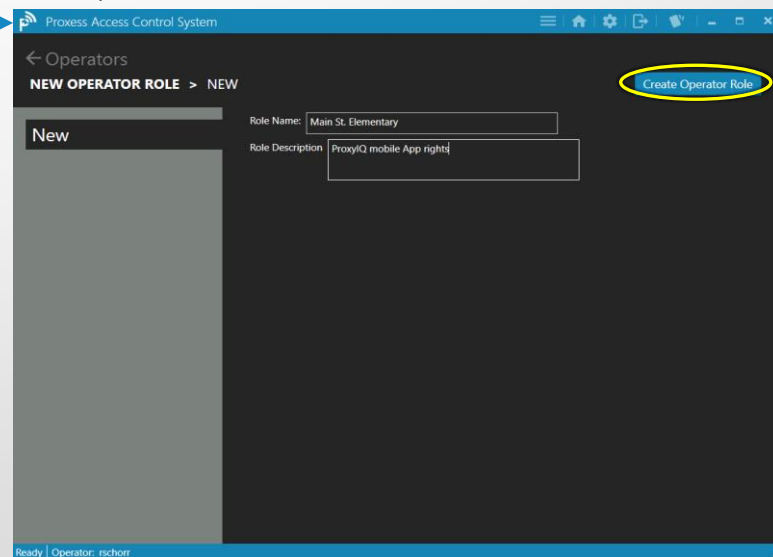 Proxess Access Control System
Operators
NEW OPERATOR ROLE > NEW
Create Operator Role
New
Role Name: Main St. Elementary
Role Description ProxyIQ mobile App rights
Ready Operator: rschorr